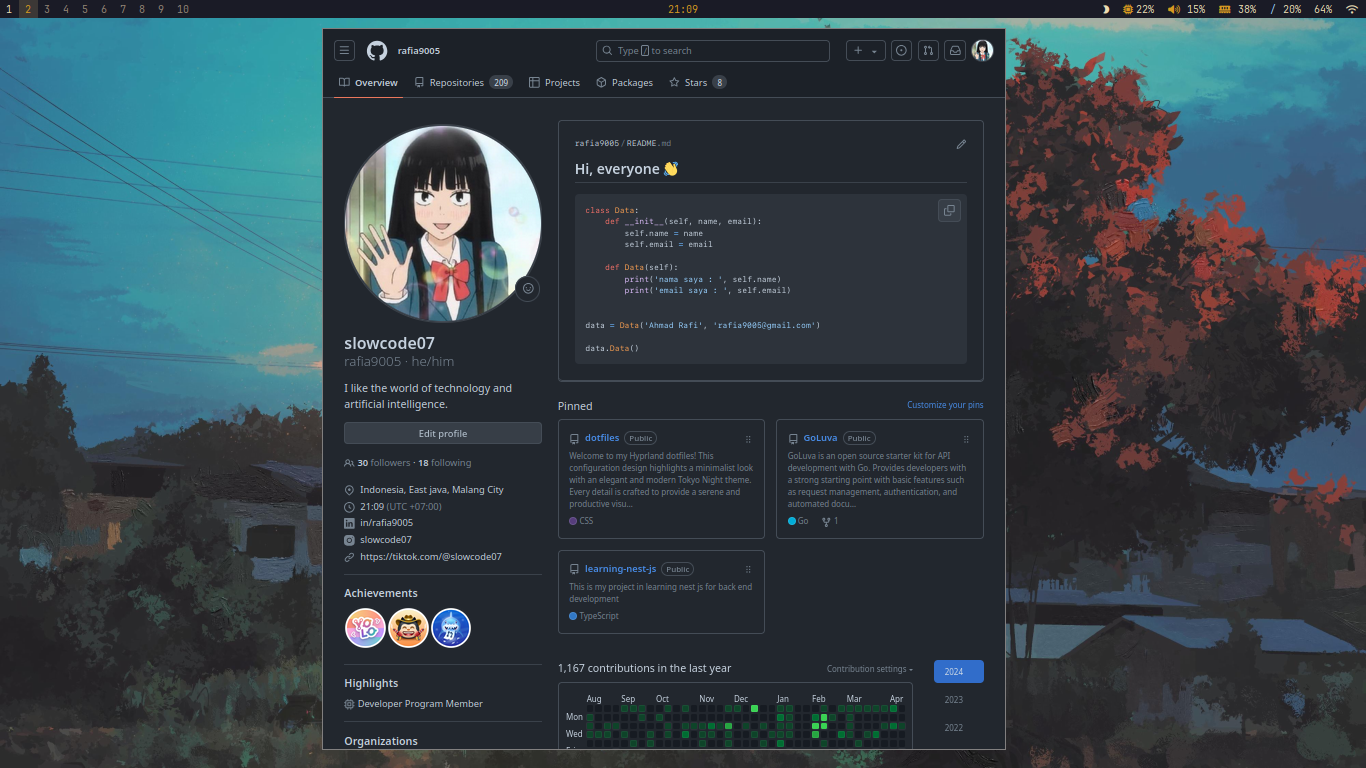 1 2 3 4 5 6 7 8 9 10
21:09
22% 15% 38% / 20% 64%
rafia9005
Type / to search
Overview Repositories 209 Projects Packages Stars 8
rafia9005/README.md
Hi, everyone 👋
class Data:
def __init__(self, name, email):
self.name = name
self.email = email
def Data(self):
print('nama saya : ', self.name)
print('email saya : ', self.email)
data = Data('Ahmad Rafi', 'rafia9005@gmail.com')
data.Data()
slowcode07
rafia9005 · he/him
I like the world of technology and
artificial intelligence.
Edit profile
30 followers · 18 following
Indonesia, East java, Malang City
21:09 (UTC +07:00)
in/rafia9005
slowcode07
https://tiktok.com/@slowcode07
Achievements
YOLO
Highlights
Developer Program Member
Organizations
Pinned
Customize your pins
dotfiles Public
Welcome to my Hyprland dotfiles! This
configuration design highlights a minimalist look
with an elegant and modern Tokyo Night theme.
Every detail is crafted to provide a serene and
productive visu...
CSS
GoLuva Public
GoLuva is an open source starter kit for API
development with Go. Provides developers with
a strong starting point with basic features such
as request management, authentication, and
automated docu...
Go 1
learning-nest-js Public
This is my project in learning nest js for back end
development
TypeScript
1,167 contributions in the last year
Contribution settings
2024
2023
2022
Aug Sep Oct Nov Dec Jan Feb Mar Apr
Mon
Wed